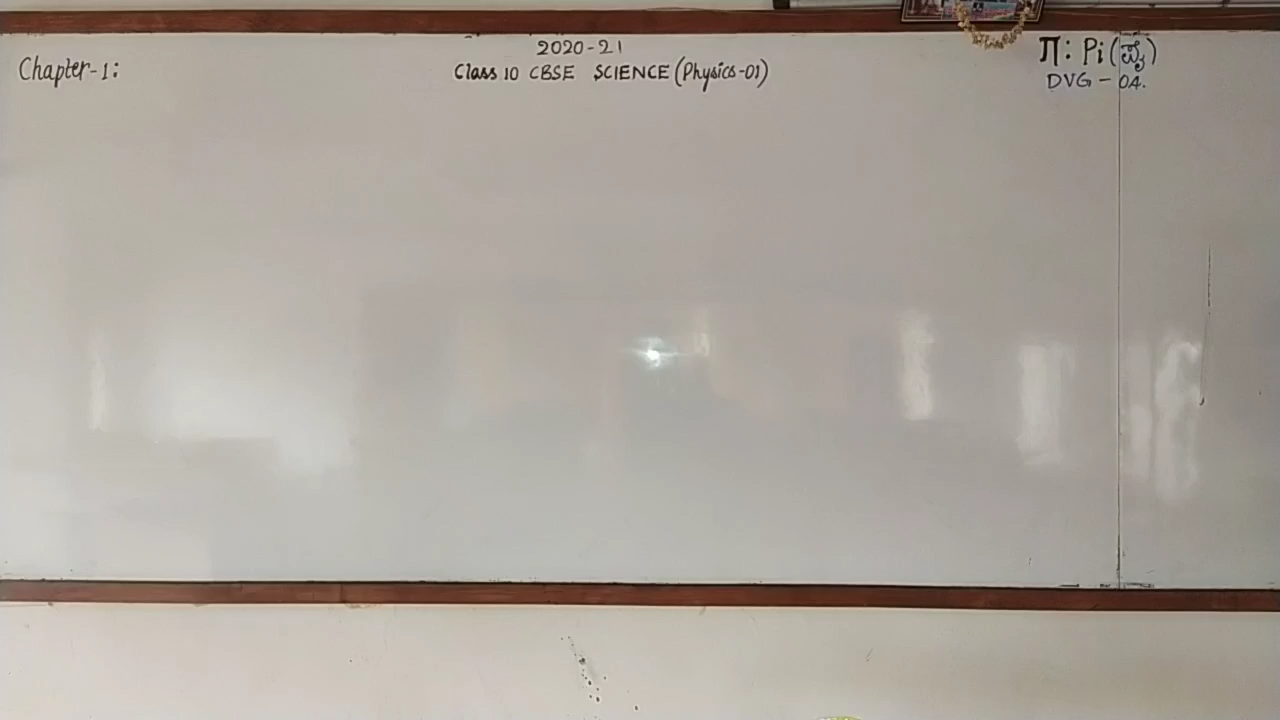 2020-21
Chapter-1:
Class 10 CBSE SCIENCE (Physics-01)
π: Pi (ಪೈ)
DVG - 04.